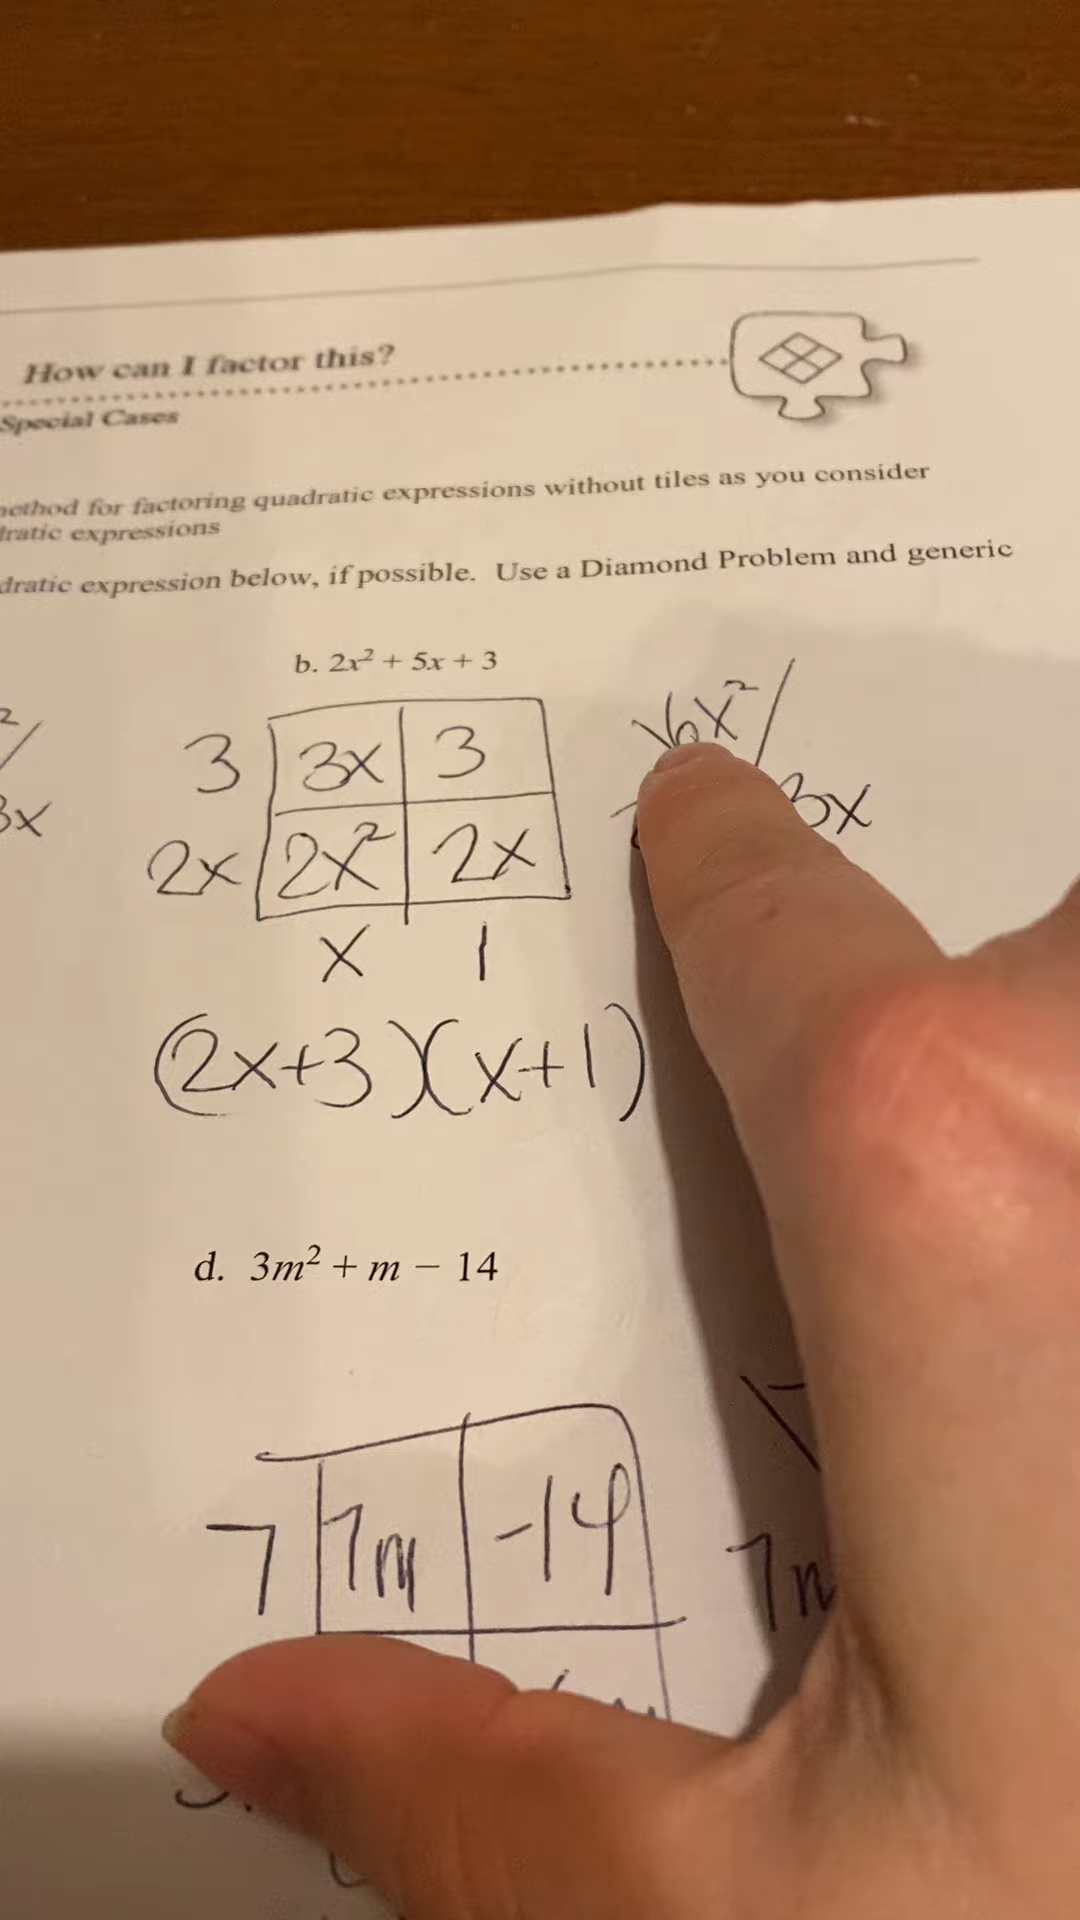 How can I factor this?
Special Cases
method for factoring quadratic expressions without tiles as you consider
expressions
expression below, if possible. Use a Diamond Problem and generic
b. 2x² + 5x + 3
2
3x
3 3x 3
2x 2x² 2x
x 1
6x²
3x
(2x+3)(x+1)
d. 3m² + m − 14
7 7m -14
7m